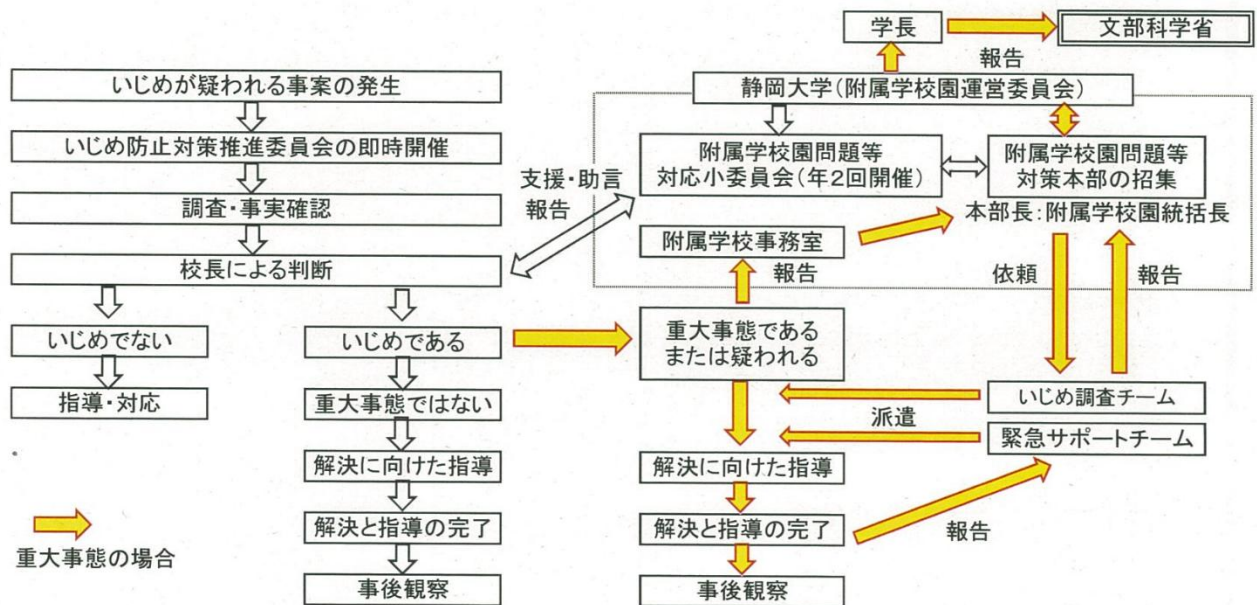 学長
文部科学省
報告
いじめが疑われる事案の発生
静岡大学(附属学校園運営委員会)
いじめ防止対策推進委員会の即時開催
附属学校園問題等
対応小委員会(年2回開催)
附属学校園問題等
対策本部の招集
支援・助言
報告
調査・事実確認
本部長:附属学校園統括長
附属学校事務室
校長による判断
報告
依頼
報告
いじめでない
いじめである
重大事態である
または疑われる
指導・対応
重大事態ではない
いじめ調査チーム
派遣
緊急サポートチーム
解決に向けた指導
解決に向けた指導
解決と指導の完了
解決と指導の完了
報告
重大事態の場合
事後観察
事後観察